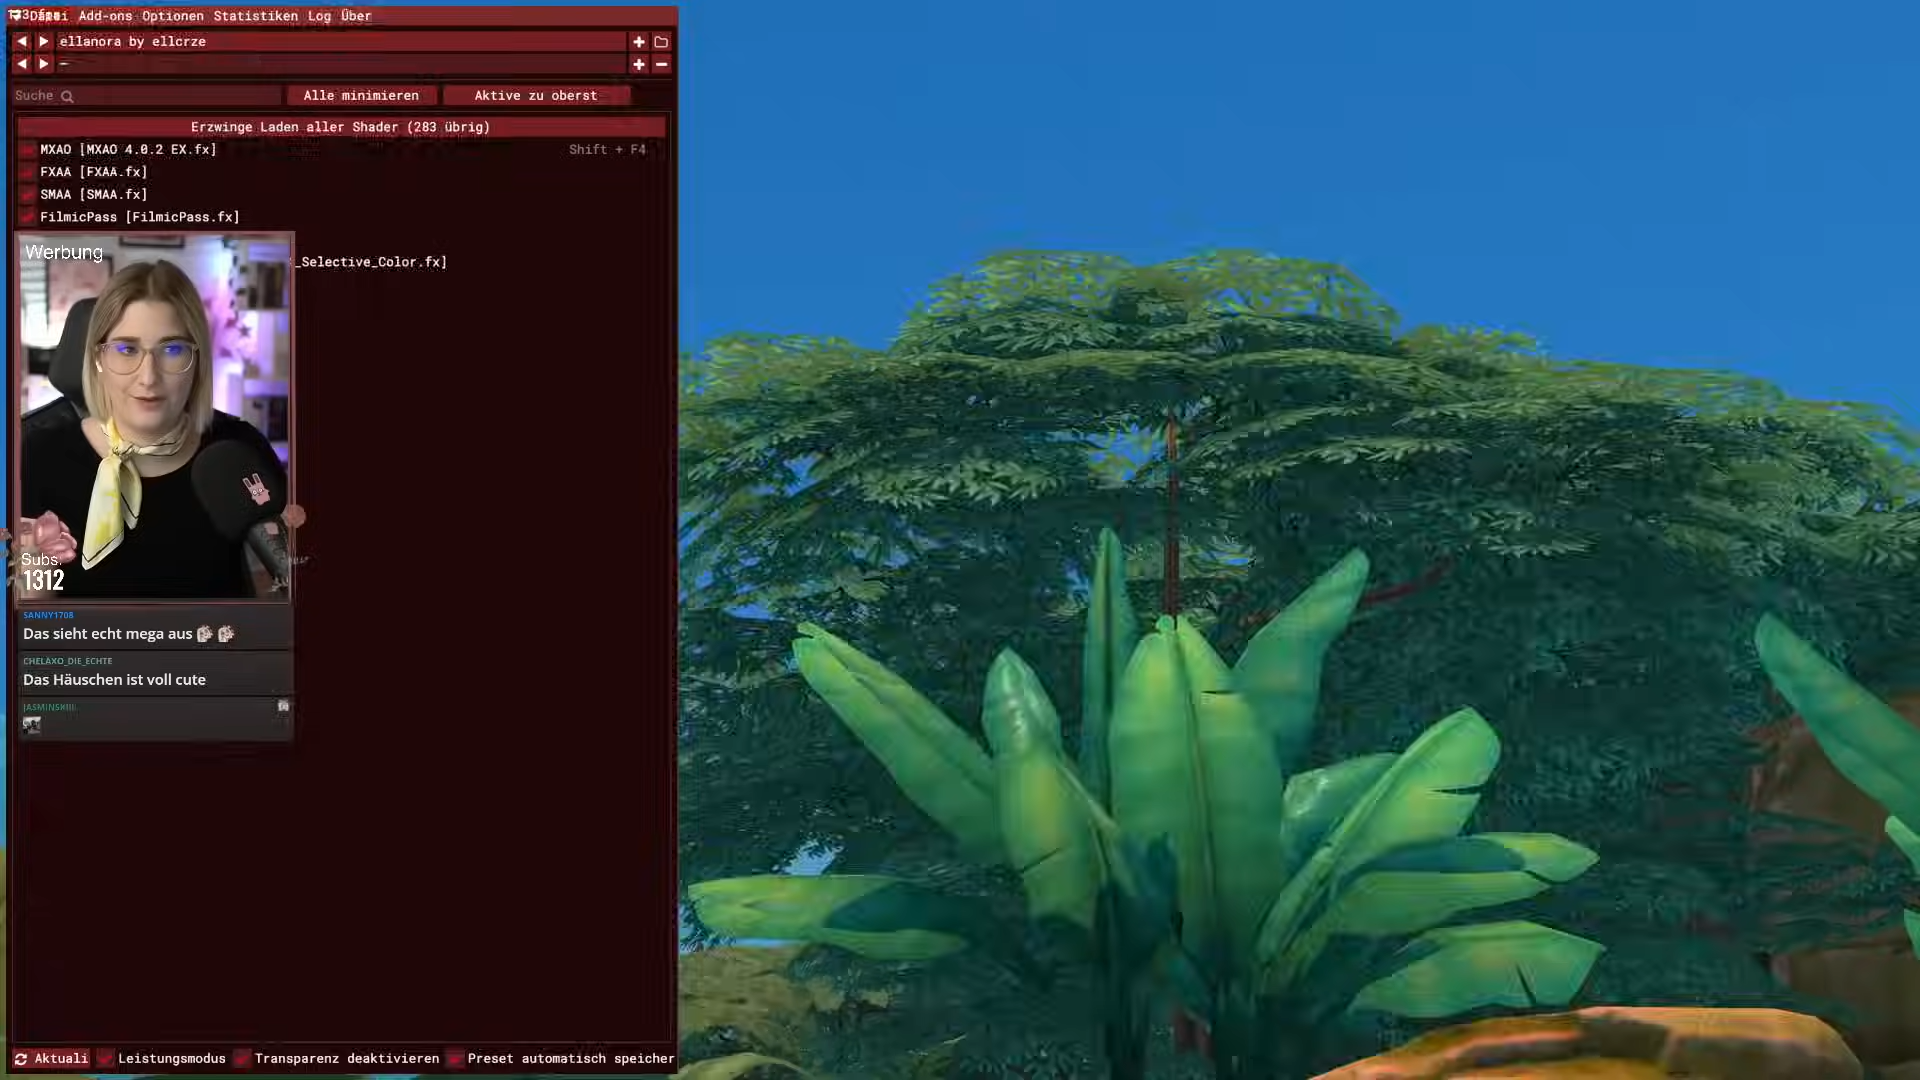 Add-ons Optionen Statistiken Log Über
ellanora by ellcrze
Suche
Alle minimieren
Aktive zu oberst
Erzwinge Laden aller Shader (283 übrig)
MXAO [MXAO 4.0.2 EX.fx]
Shift + F4
FXAA [FXAA.fx]
SMAA [SMAA.fx]
FilmicPass [FilmicPass.fx]
_Selective_Color.fx]
Werbung
Subs:
1312
SANNY1708
Das sieht echt mega aus
CHELAXO_DIE_ECHTE
Das Häuschen ist voll cute
Aktuali
Leistungsmodus
Transparenz deaktivieren
Preset automatisch speicher